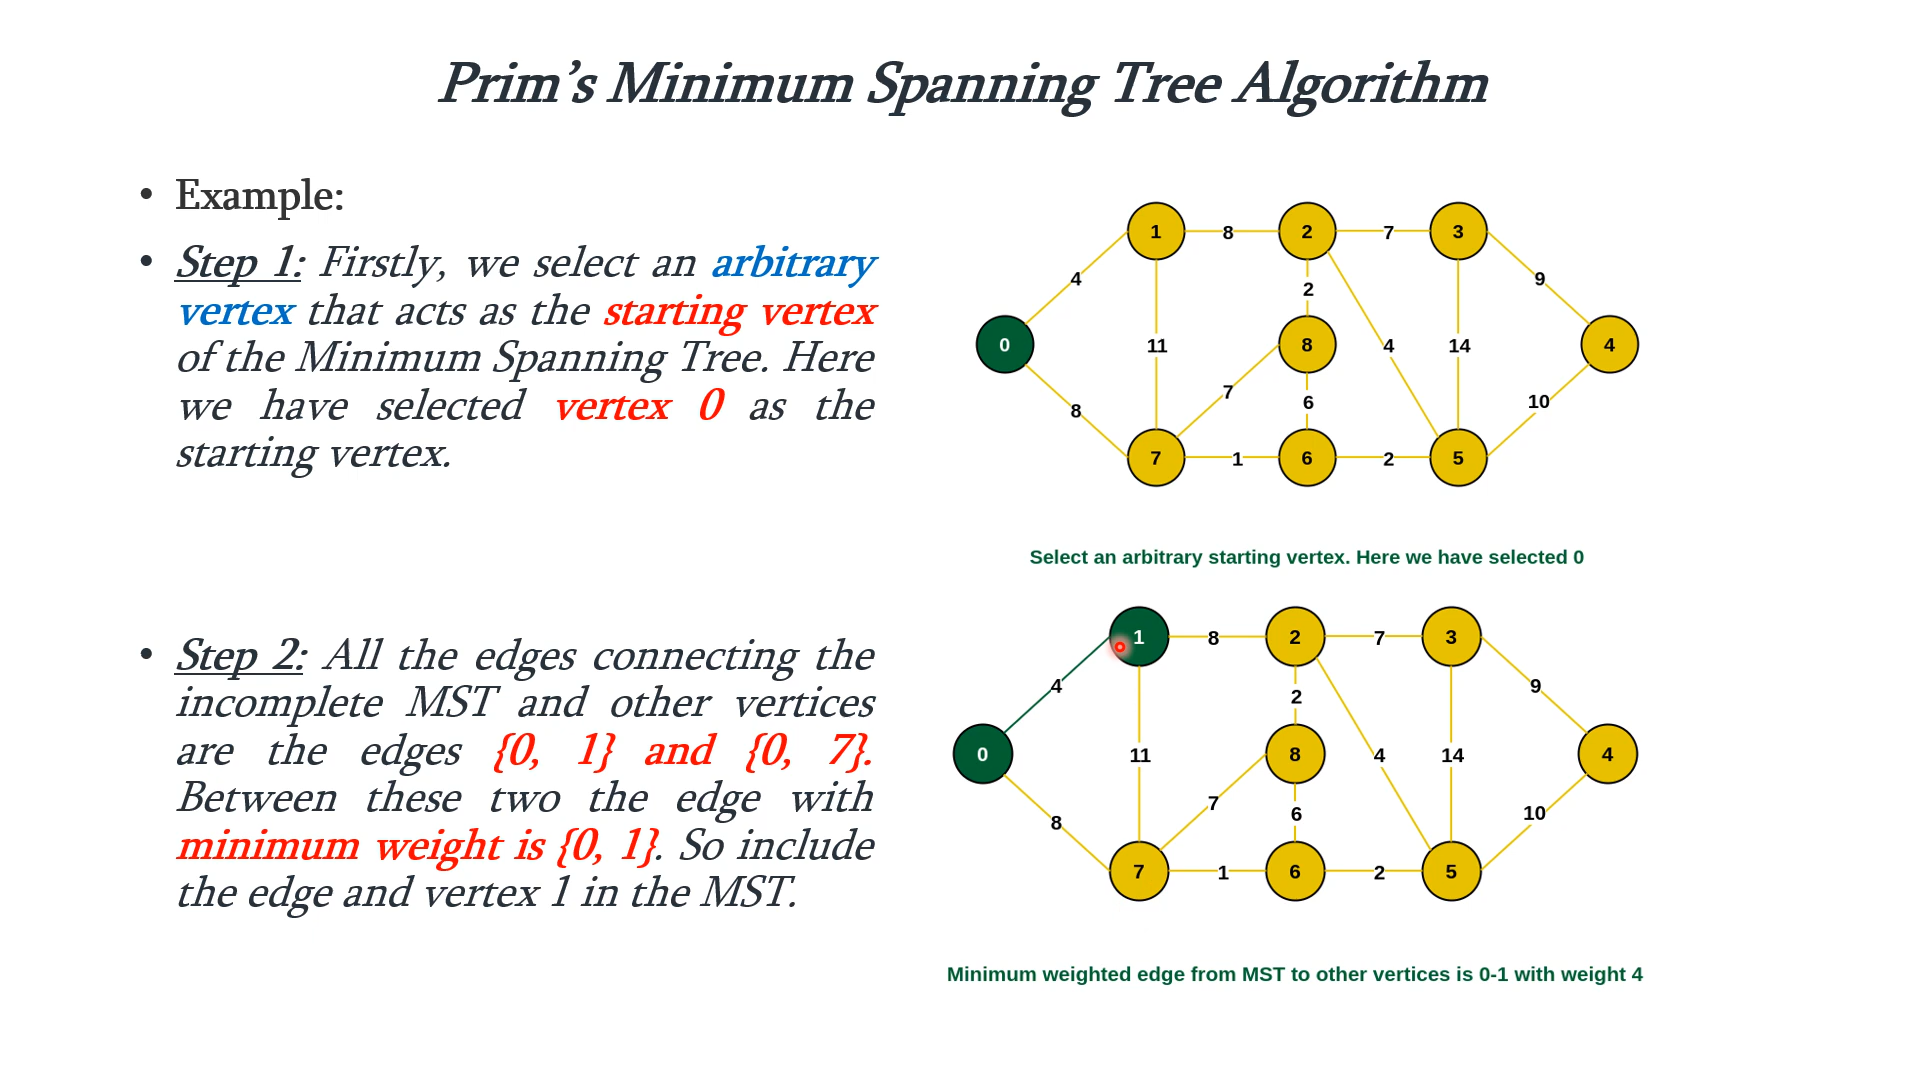 Prim’s Minimum Spanning Tree Algorithm
• Example:
• Step 1: Firstly, we select an arbitrary
vertex that acts as the starting vertex
of the Minimum Spanning Tree. Here
we have selected vertex 0 as the
starting vertex.
1 8 2 7 3
4 2 9
0 11 8 4 14 4
7 6 10
8
7 1 6 2 5
Select an arbitrary starting vertex. Here we have selected 0
• Step 2: All the edges connecting the
incomplete MST and other vertices
are the edges {0, 1} and {0, 7}.
Between these two the edge with
minimum weight is {0, 1}. So include
the edge and vertex 1 in the MST.
1 8 2 7 3
4 2 9
0 11 8 4 14 4
8 7 6 10
7 1 6 2 5
Minimum weighted edge from MST to other vertices is 0-1 with weight 4